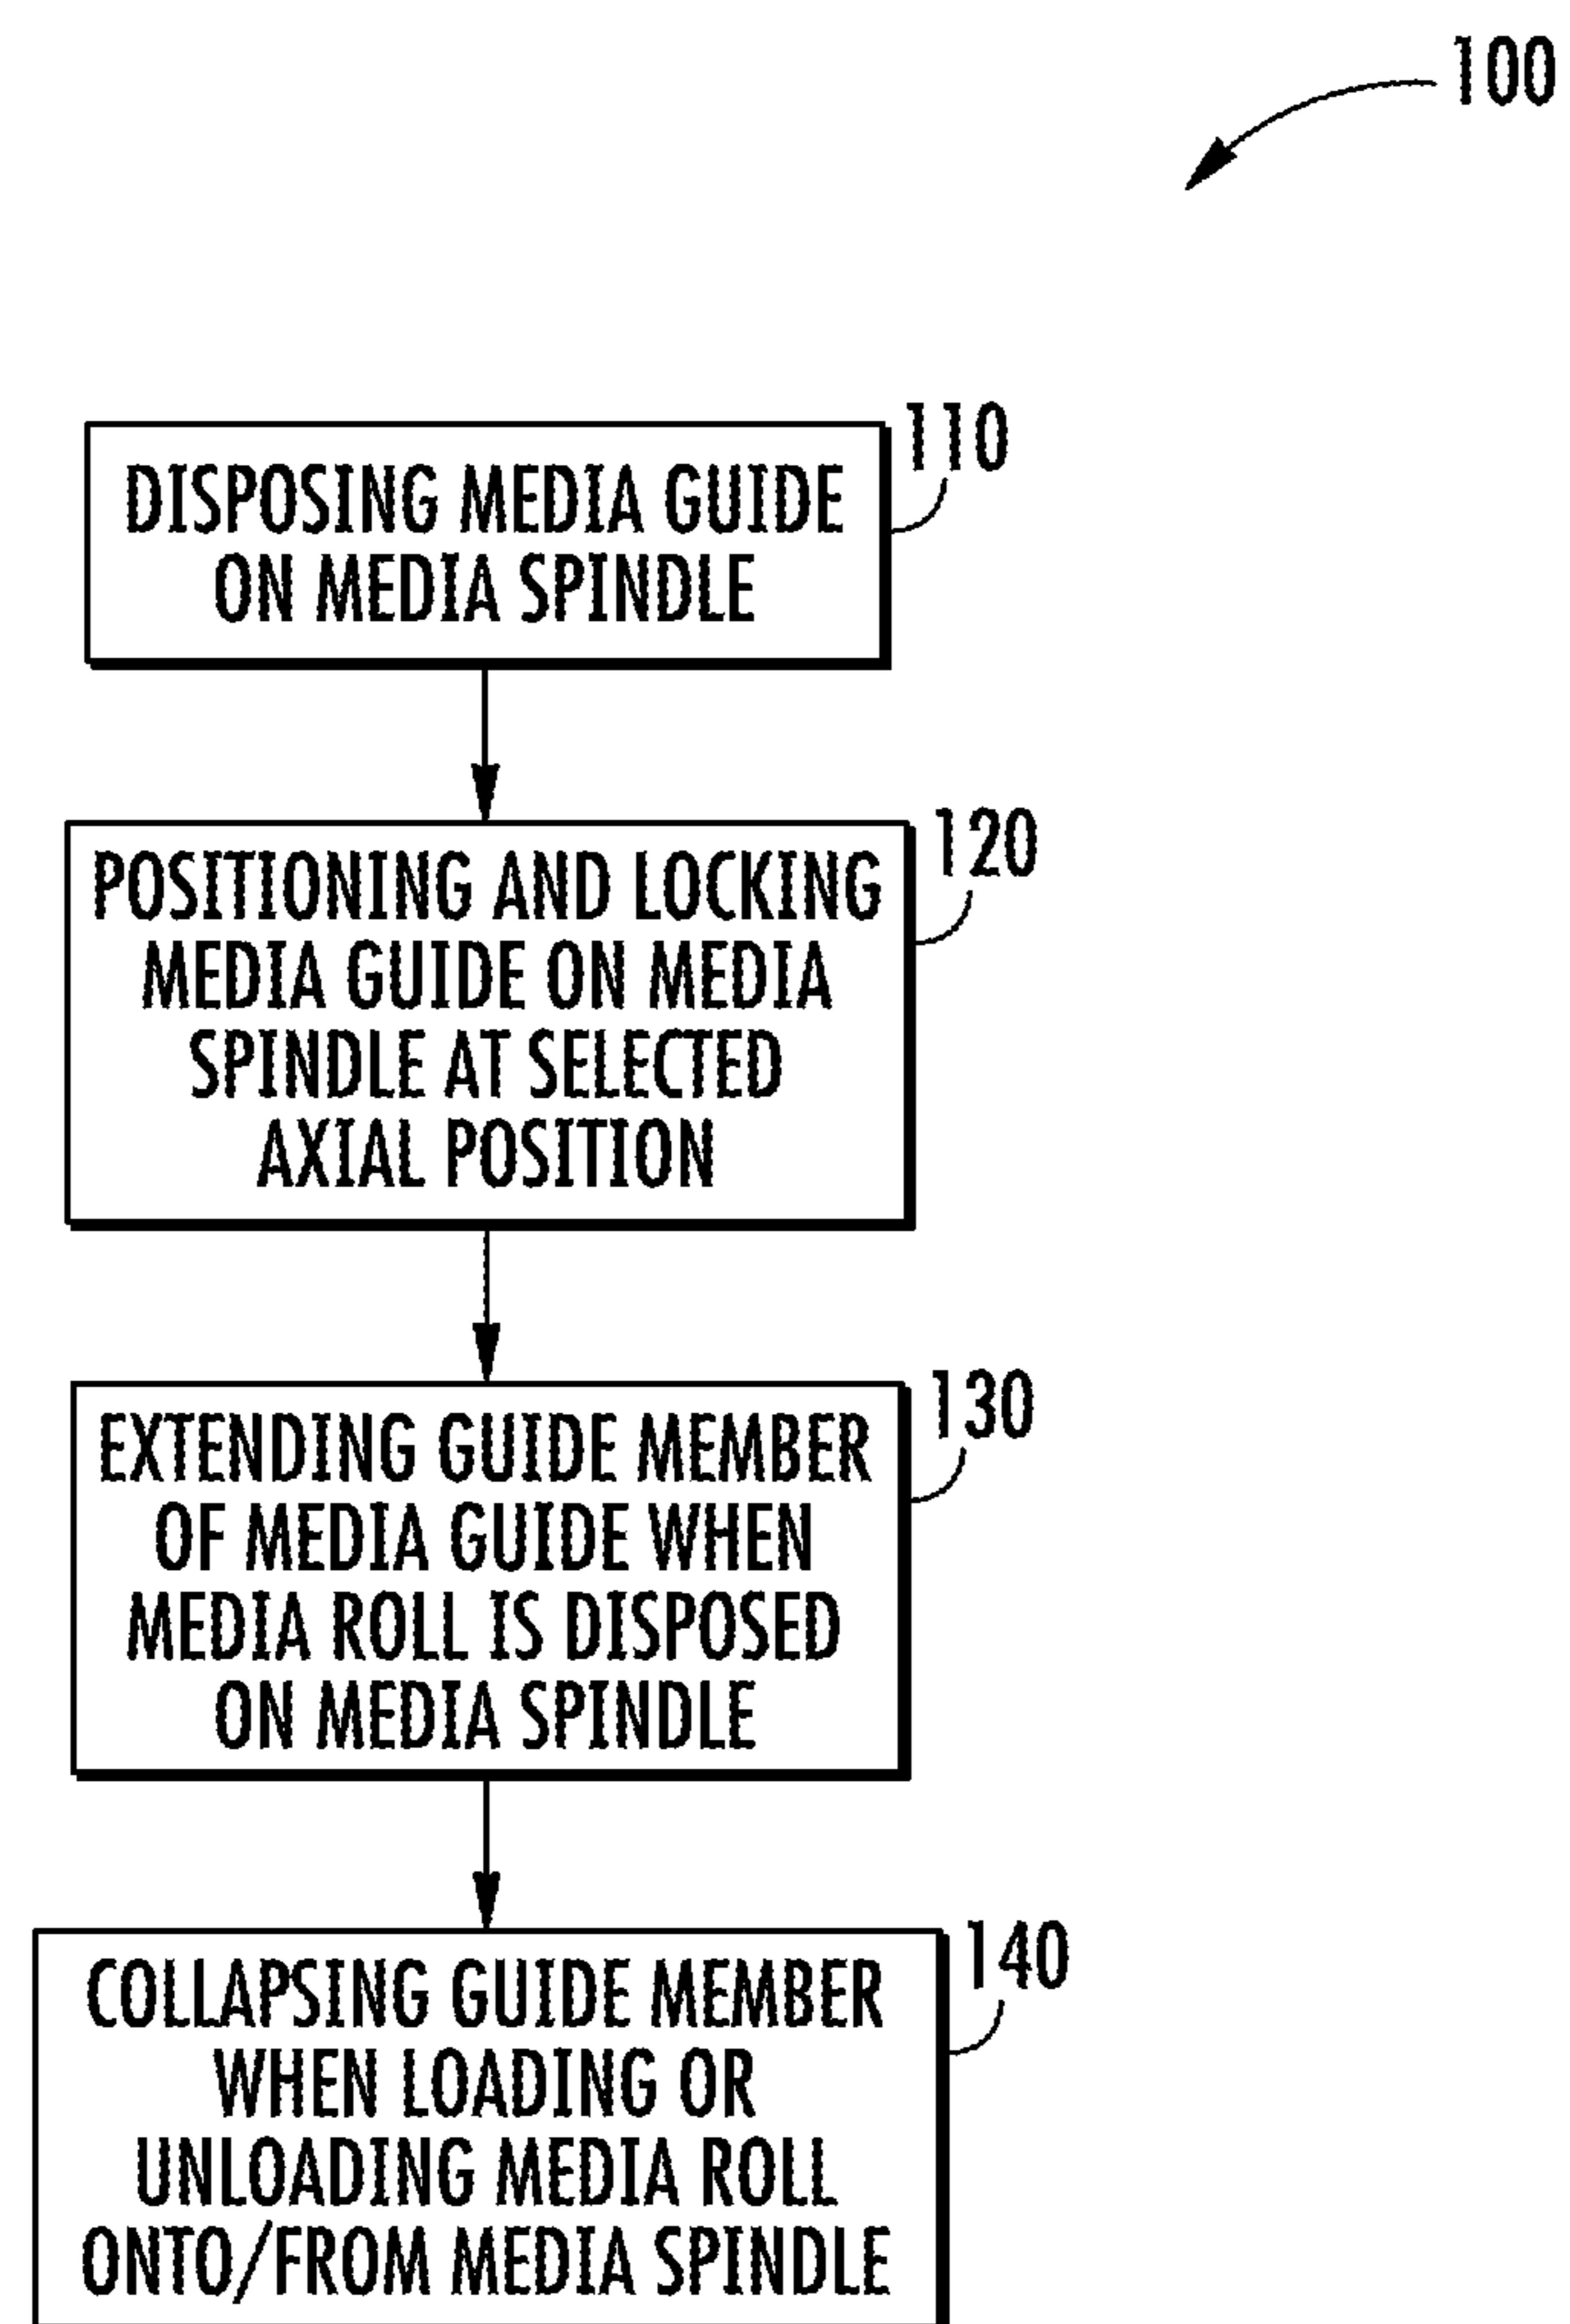 100
110
DISPOSING MEDIA GUIDE
ON MEDIA SPINDLE
120
POSITIONING AND LOCKING
MEDIA GUIDE ON MEDIA
SPINDLE AT SELECTED
AXIAL POSITION
130
EXTENDING GUIDE MEMBER
OF MEDIA GUIDE WHEN
MEDIA ROLL IS DISPOSED
ON MEDIA SPINDLE
140
COLLAPSING GUIDE MEMBER
WHEN LOADING OR
UNLOADING MEDIA ROLL
ONTO/FROM MEDIA SPINDLE